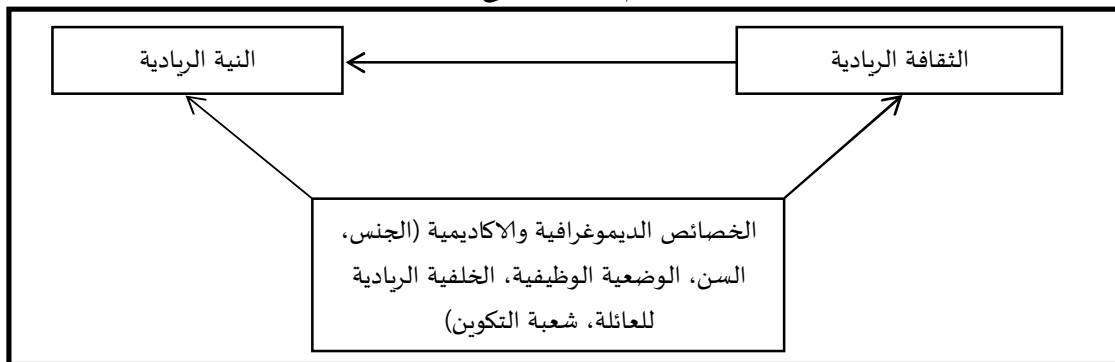 الثقافة الريادية
النية الريادية
الخصائص الديموغرافية والاكاديمية (الجنس،
السن، الوضعية الوظيفية، الخلفية الريادية
للعائلة، شعبة التكوين)